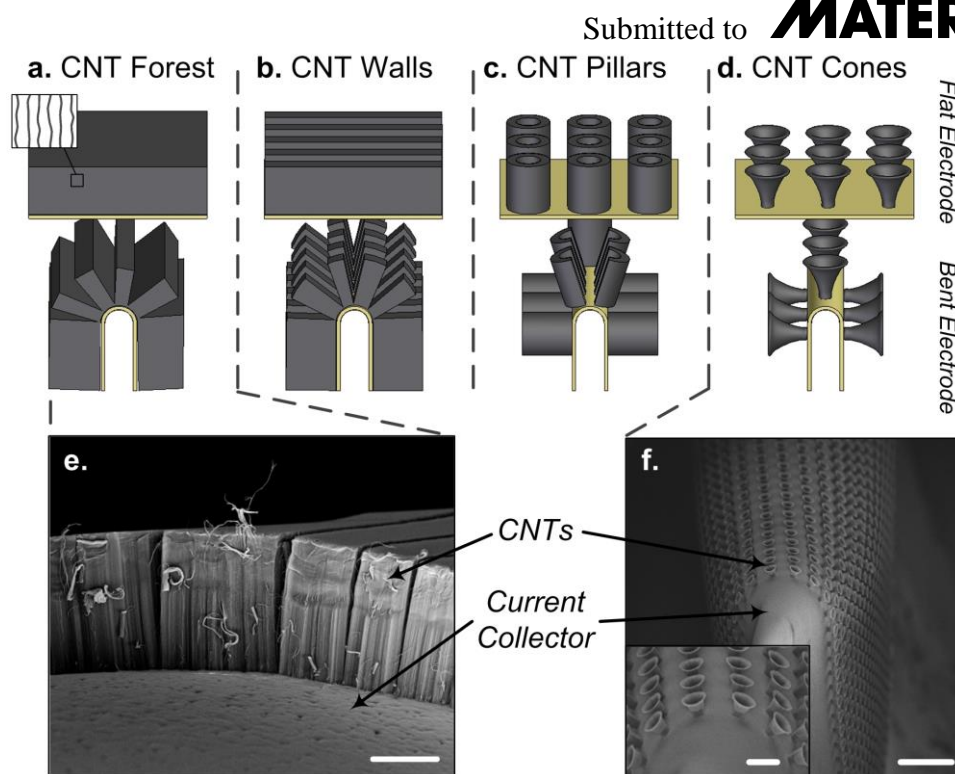 Submitted to MATER
a. CNT Forest
b. CNT Walls
c. CNT Pillars
d. CNT Cones
Flat Electrode
Bent Electrode
e.
f.
CNTs
Current
Collector